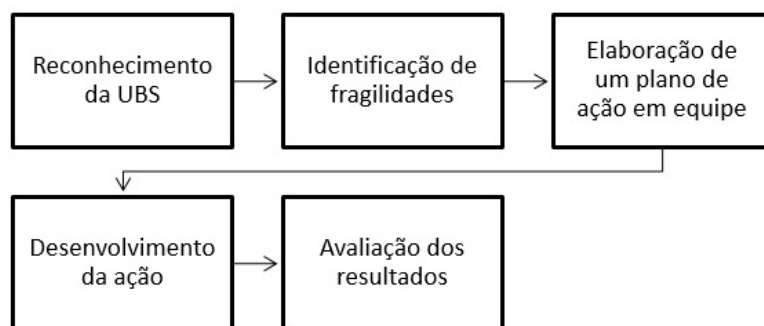 Reconhecimento
da UBS
Identificação de
fragilidades
Elaboração de
um plano de
ação em equipe
Desenvolvimento
da ação
Avaliação dos
resultados